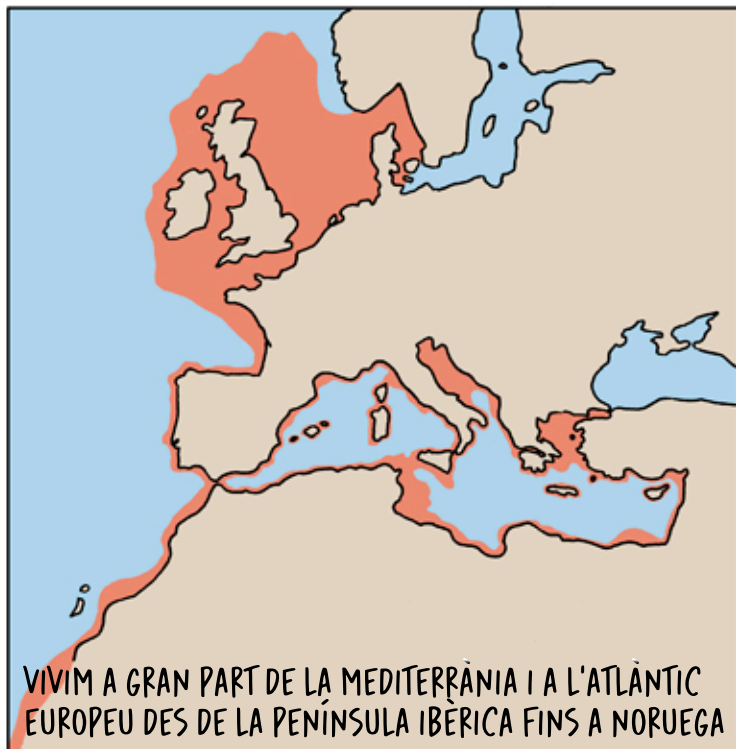 VIVIM A GRAN PART DE LA MEDITERRÀNIA I A L'ATLÀNTIC
EUROPEU DES DE LA PENÍNSULA IBÈRICA FINS A NORUEGA